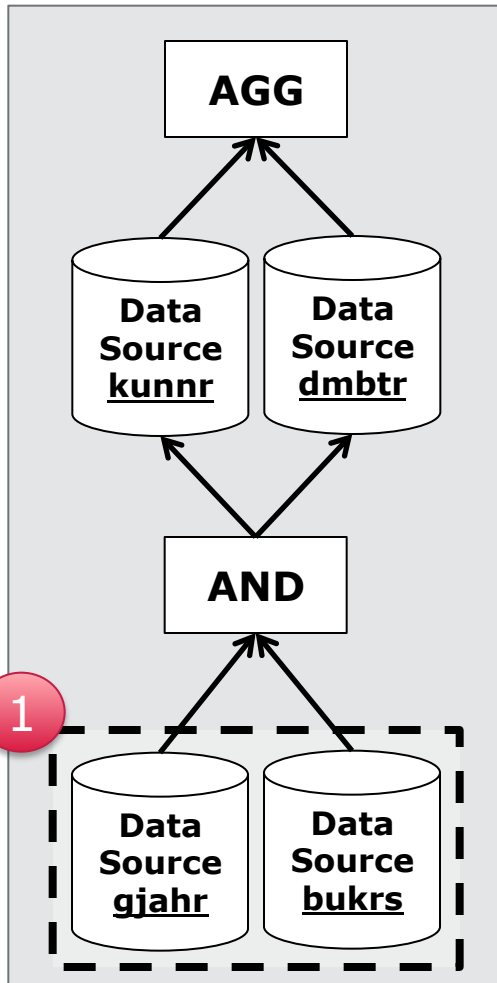 AGG
Data
Source
kunnr
Data
Source
dmbtr
AND
1
Data
Source
gjahr
Data
Source
bukrs